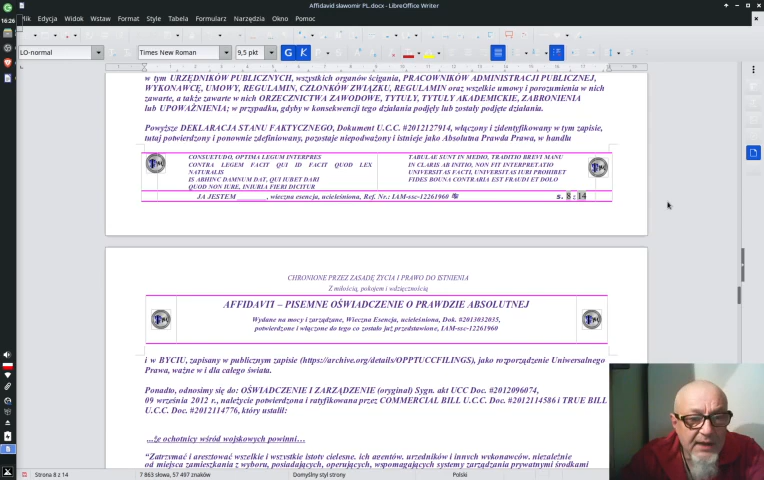 Affidavid sławomir PL.docx - LibreOffice Writer
16:26
Plik Edycja Widok Wstaw Format Style Tabela Formularz Narzędzia Okno Pomoc
LO-normal
Times New Roman
9,5 pkt
w tym URZĘDNIKÓW PUBLICZNYCH, wszystkich organów ścigania, PRACOWNIKÓW ADMINISTRACJI PUBLICZNEJ,
WYKONAWCĘ, UMOWY, REGULAMIN, CZŁONKÓW ZWIĄZKU, REGULAMIN oraz wszelkie umowy i porozumienia w nich
zawarte, a także zawarte w nich ORZECZNICTWA ZAWODOWE, TYTUŁY, TYTUŁY AKADEMICKIE, ZABRONIENIA
lub UPOWAŻNIENIA; w przypadku, gdyby w konsekwencji tego działania podjęły lub zostały podjęte działania.
Powyższe DEKLARACJA STANU FAKTYCZNEGO, Dokument U.C.C. #2012127914, włączony i zidentyfikowany w tym zapisie,
tutaj potwierdzony i ponownie zdefiniowany, pozostaje niepodważony i istnieje jako Absolutna Prawda Prawa, w handlu
CONSUETUDO, OPTIMA LEGUM INTERPRES
CONTRA LEGEM FACIT QUI ID FACIT QUOD LEX
NATURALIS
IS ABHINC DAMNUM DAT, QUI IUBET DARI
QUOD NON IURE, INIURIA FIERI DICITUR
TABULAE SUNT IN MEDIO, TRADITIO BREVI MANU
IN CLARIS AB INITIO, NON FIT INTERPRETATIO
UNIVERSITAS FACTI, UNIVERSITAS IURI PROHIBET
FIDES BOUNA CONTRARIA EST FRAUDI ET DOLO
JA JESTEM _______, wieczna esencja, ucieleśniona, Ref. Nr.: IAM-ssc-12261960
s. 8 z 14
CHRONIONE PRZEZ ZASADĘ ŻYCIA I PRAWO DO ISTNIENIA
Z miłością, pokojem i wdzięcznością
AFFIDAVTI – PISEMNE OŚWIADCZENIE O PRAWDZIE ABSOLUTNEJ
Wydane na mocy i zarządzane, Wieczna Esencja, ucieleśniona, Dok. #2013032035,
potwierdzone i włączone do tego co zostało już przedstawione, IAM-ssc-12261960
i w BYCIU, zapisany w publicznym zapisie (https://archive.org/details/OPPTUCCFILINGS), jako rozporządzenie Uniwersalnego
Prawa, ważne w i dla całego świata.
Ponadto, odnosimy się do: OŚWIADCZENIE I ZARZĄDZENIE (oryginał) Sygn. akt UCC Doc. #2012096074,
09 września 2012 r., należycie potwierdzona i ratyfikowana przez COMMERCIAL BILL U.C.C. Doc. #2012114586 i TRUE BILL
U.C.C. Doc. #2012114776, który ustalił:
...że ochotnicy wśród wojskowych powinni…
“Zatrzymać i aresztować wszelkie i wszystkie istoty cielesne, ich agentów, urzędników i innych wykonawców, niezależnie
od miejsca zamieszkania z wyboru, posiadających, operujących, wspomagających systemy zarządzania prywatnymi środkami
Strona 8 z 14
7 863 słowa, 57 497 znaków
Domyślny styl strony
Polski